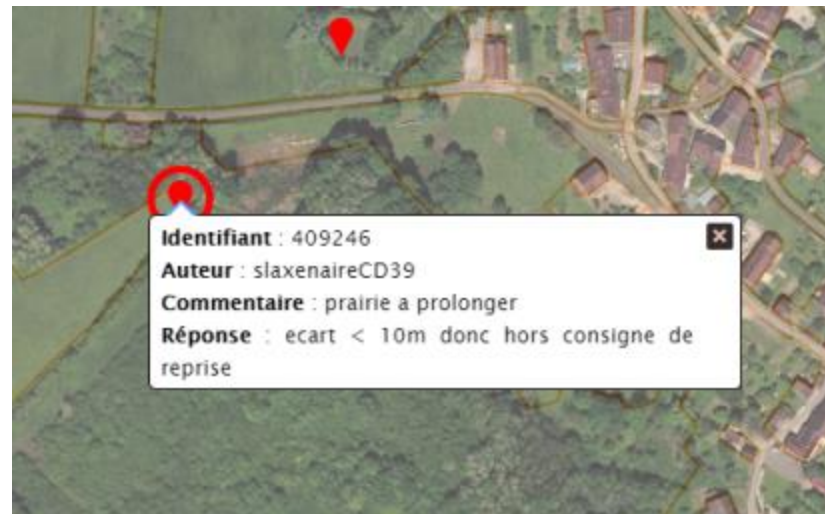 Identifiant : 409246
Auteur : slaxenaireCD39
Commentaire : prairie a prolonger
Réponse : ecart < 10m donc hors consigne de
reprise